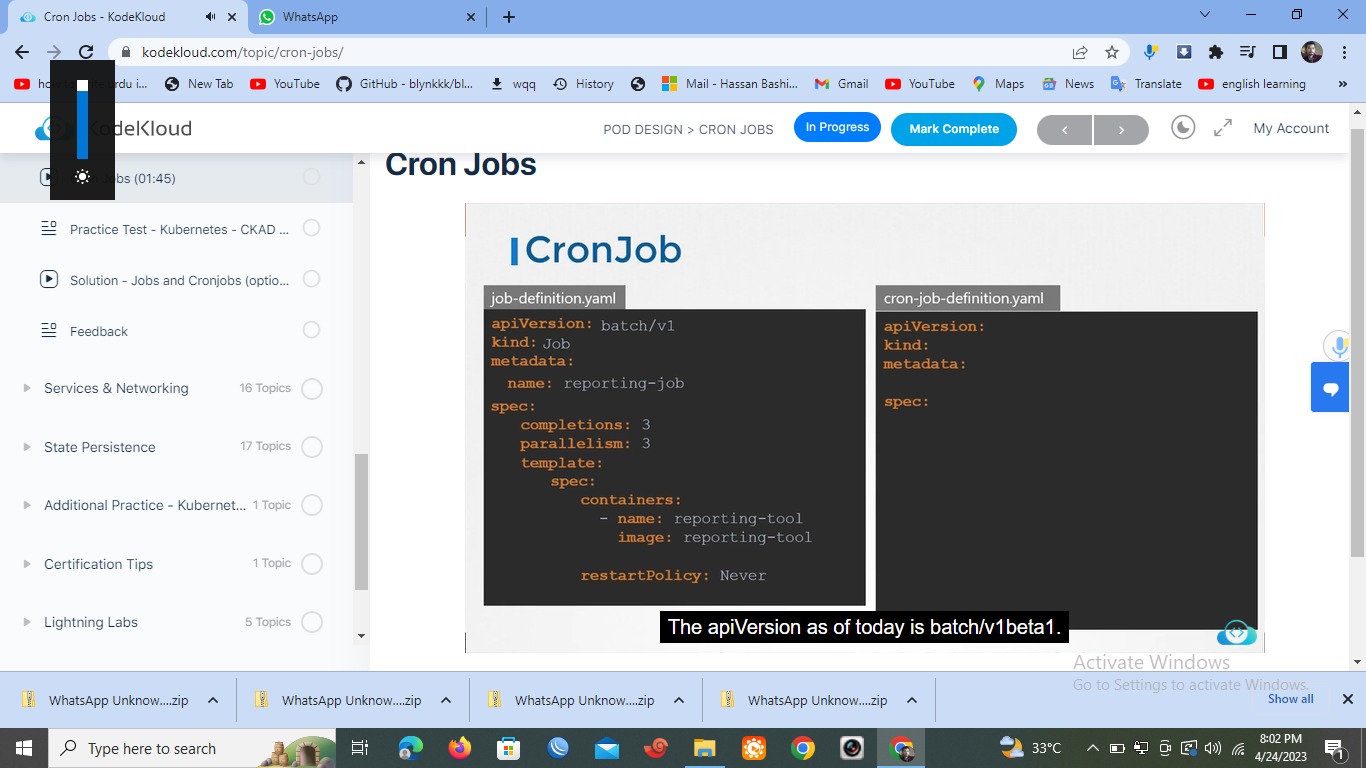 Cron Jobs - KodeKloud
WhatsApp
kodekloud.com/topic/cron-jobs/
urdu i...
New Tab
YouTube
GitHub - blynkkk/bl...
wqq
History
Mail - Hassan Bashi...
Gmail
YouTube
Maps
News
Translate
english learning
»
KodeKloud
POD DESIGN > CRON JOBS
In Progress
Mark Complete
<
>
My Account
Jobs (01:45)
Practice Test - Kubernetes - CKAD ...
Solution - Jobs and Cronjobs (optio...
Feedback
Services & Networking 16 Topics
State Persistence 17 Topics
Additional Practice - Kubernet... 1 Topic
Certification Tips 1 Topic
Lightning Labs 5 Topics
Cron Jobs
CronJob
job-definition.yaml
apiVersion: batch/v1
kind: Job
metadata:
name: reporting-job
spec:
completions: 3
parallelism: 3
template:
spec:
containers:
- name: reporting-tool
image: reporting-tool
restartPolicy: Never
cron-job-definition.yaml
apiVersion:
kind:
metadata:
spec:
The apiVersion as of today is batch/v1beta1.
Activate Windows
Go to Settings to activate Windows.
WhatsApp Unknow....zip
WhatsApp Unknow....zip
WhatsApp Unknow....zip
WhatsApp Unknow....zip
Show all
Type here to search
33°C
8:02 PM
4/24/2023
1